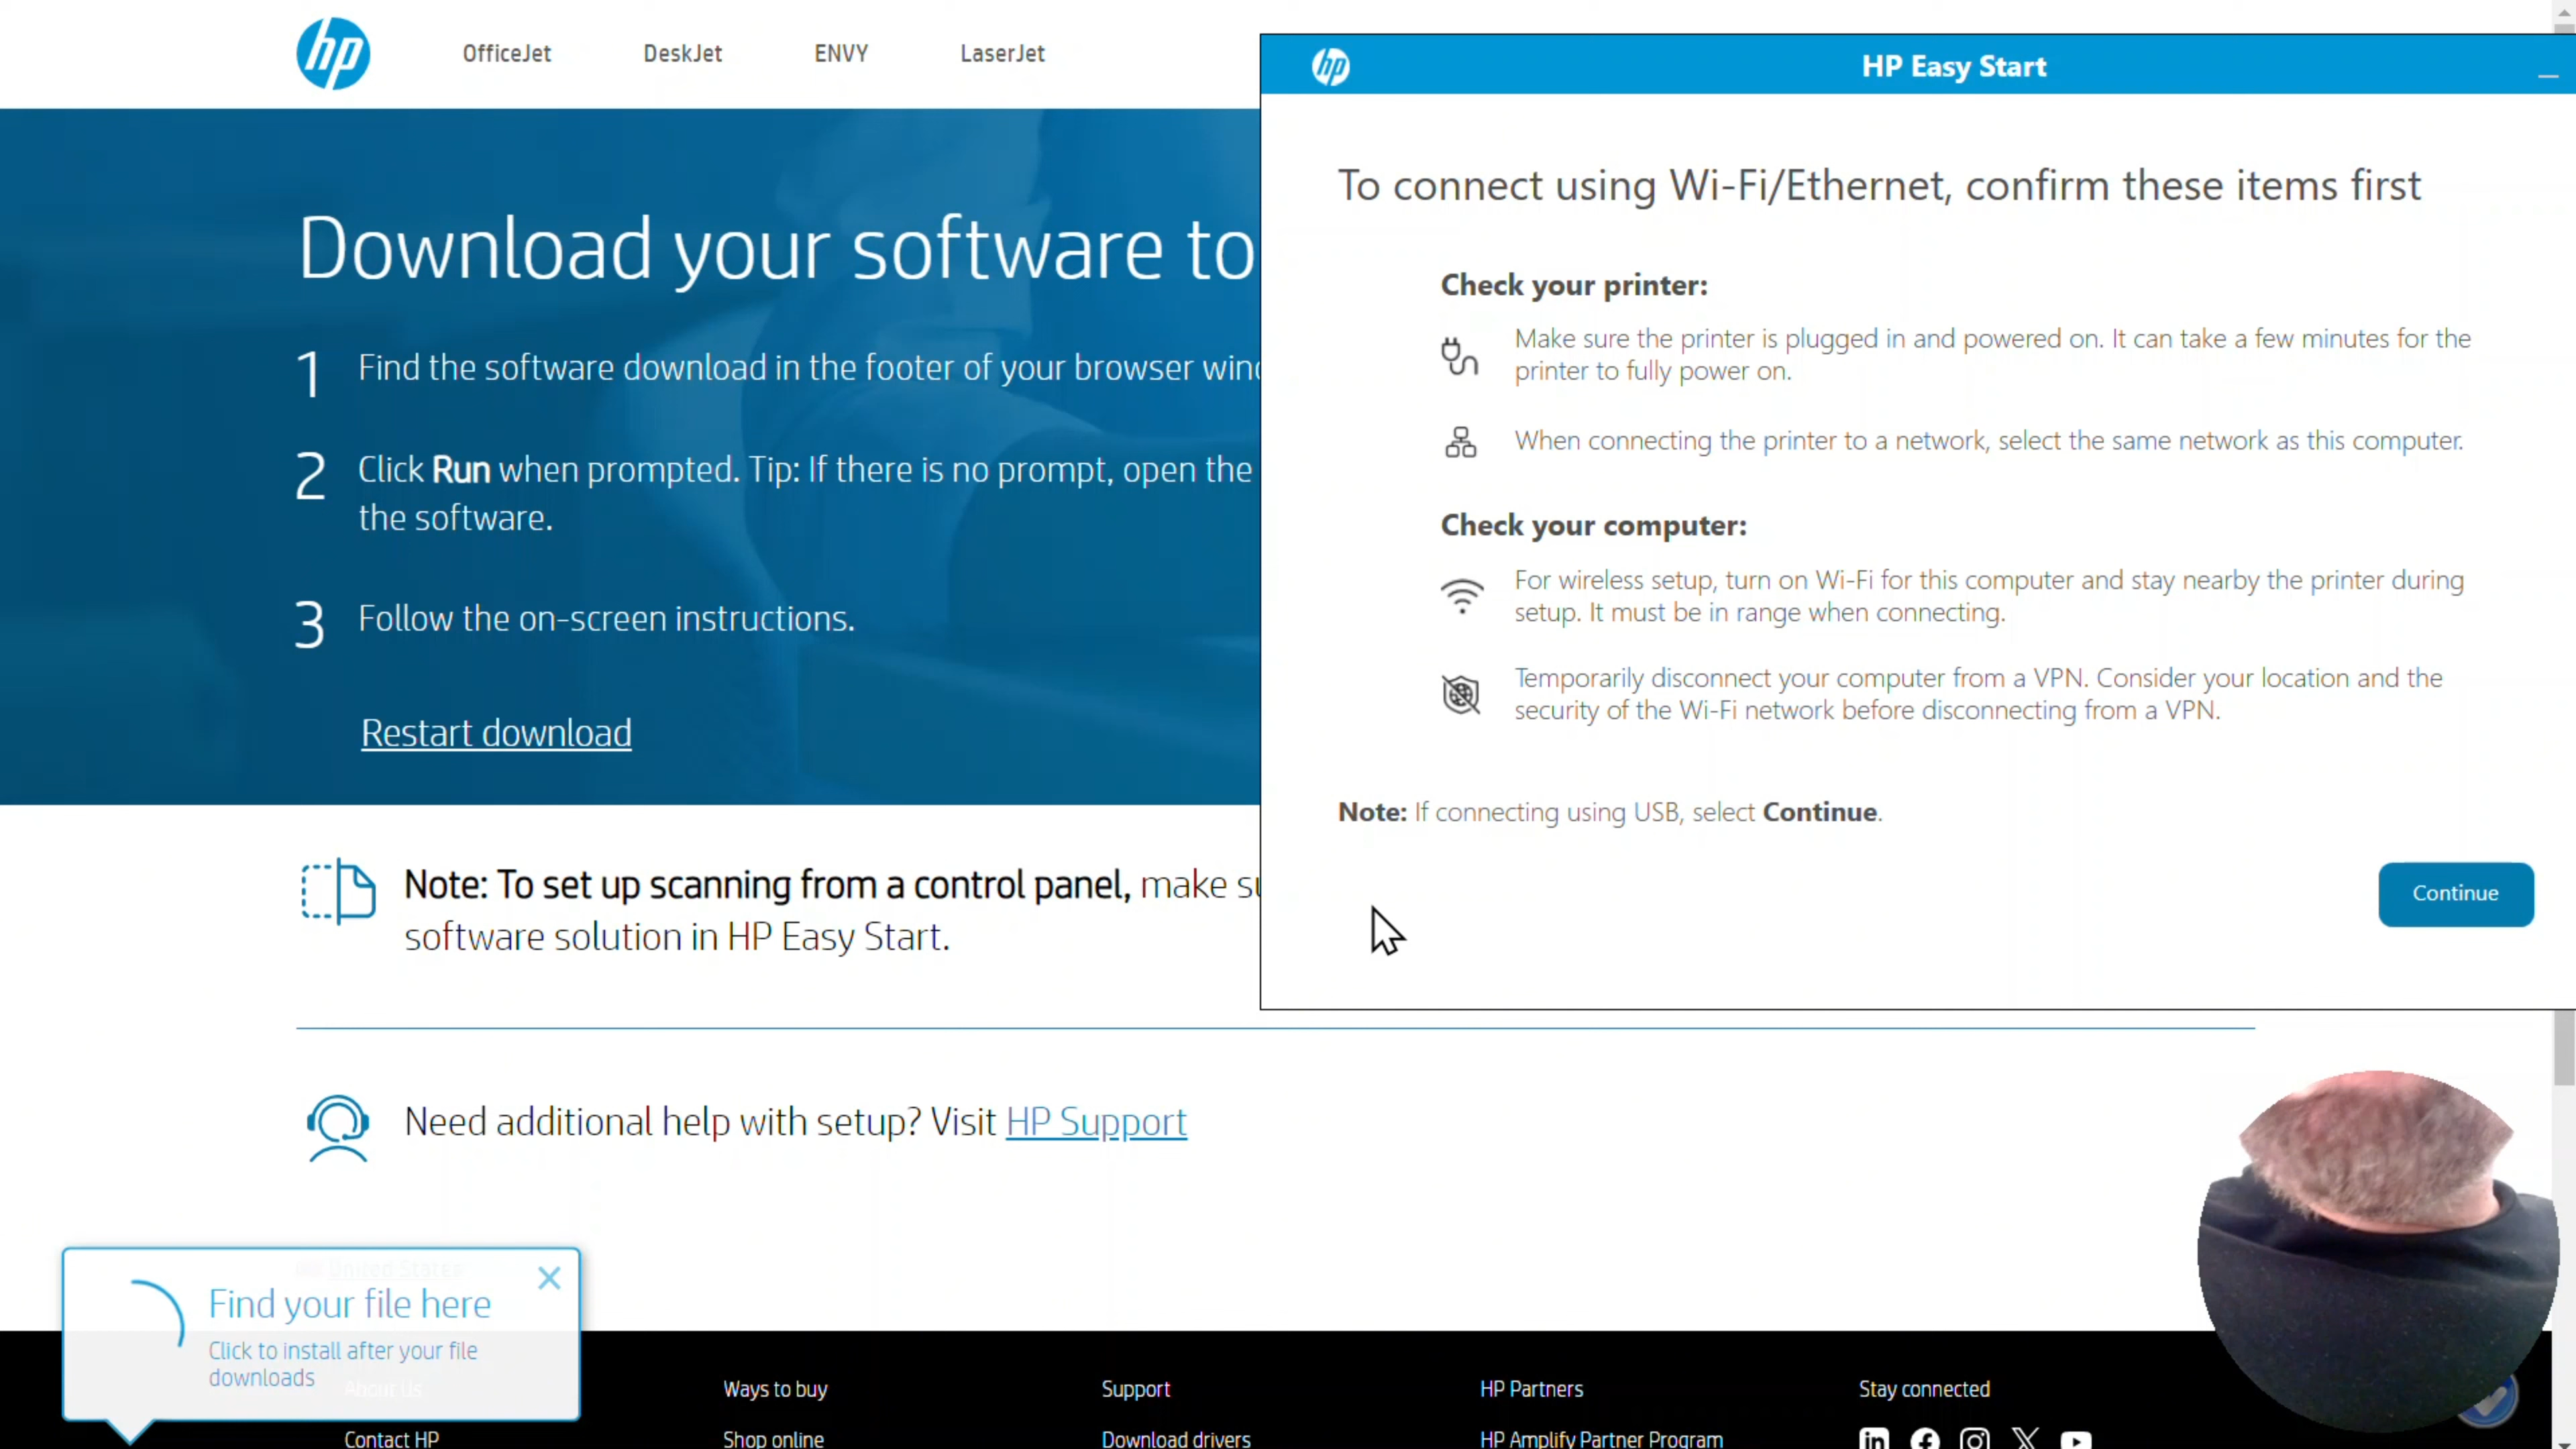 hp
OfficeJet DeskJet ENVY LaserJet
Download your software to
1 Find the software download in the footer of your browser
2 Click Run when prompted. Tip: If there is no prompt, open the
the software.
3 Follow the on-screen instructions.
Restart download
Note: To set up scanning from a control panel, make
software solution in HP Easy Start.
Need additional help with setup? Visit HP Support
hp
HP Easy Start
To connect using Wi-Fi/Ethernet, confirm these items first
Check your printer:
Make sure the printer is plugged in and powered on. It can take a few minutes for the
printer to fully power on.
When connecting the printer to a network, select the same network as this computer.
Check your computer:
For wireless setup, turn on Wi-Fi for this computer and stay nearby the printer during
setup. It must be in range when connecting.
Temporarily disconnect your computer from a VPN. Consider your location and the
security of the Wi-Fi network before disconnecting from a VPN.
Note: If connecting using USB, select Continue.
Continue
United States
Find your file here
Click to install after your file
downloads
About Us
Ways to buy
Support
HP Partners
Stay connected
Contact HP
Shop online
Download drivers
HP Amplify Partner Program